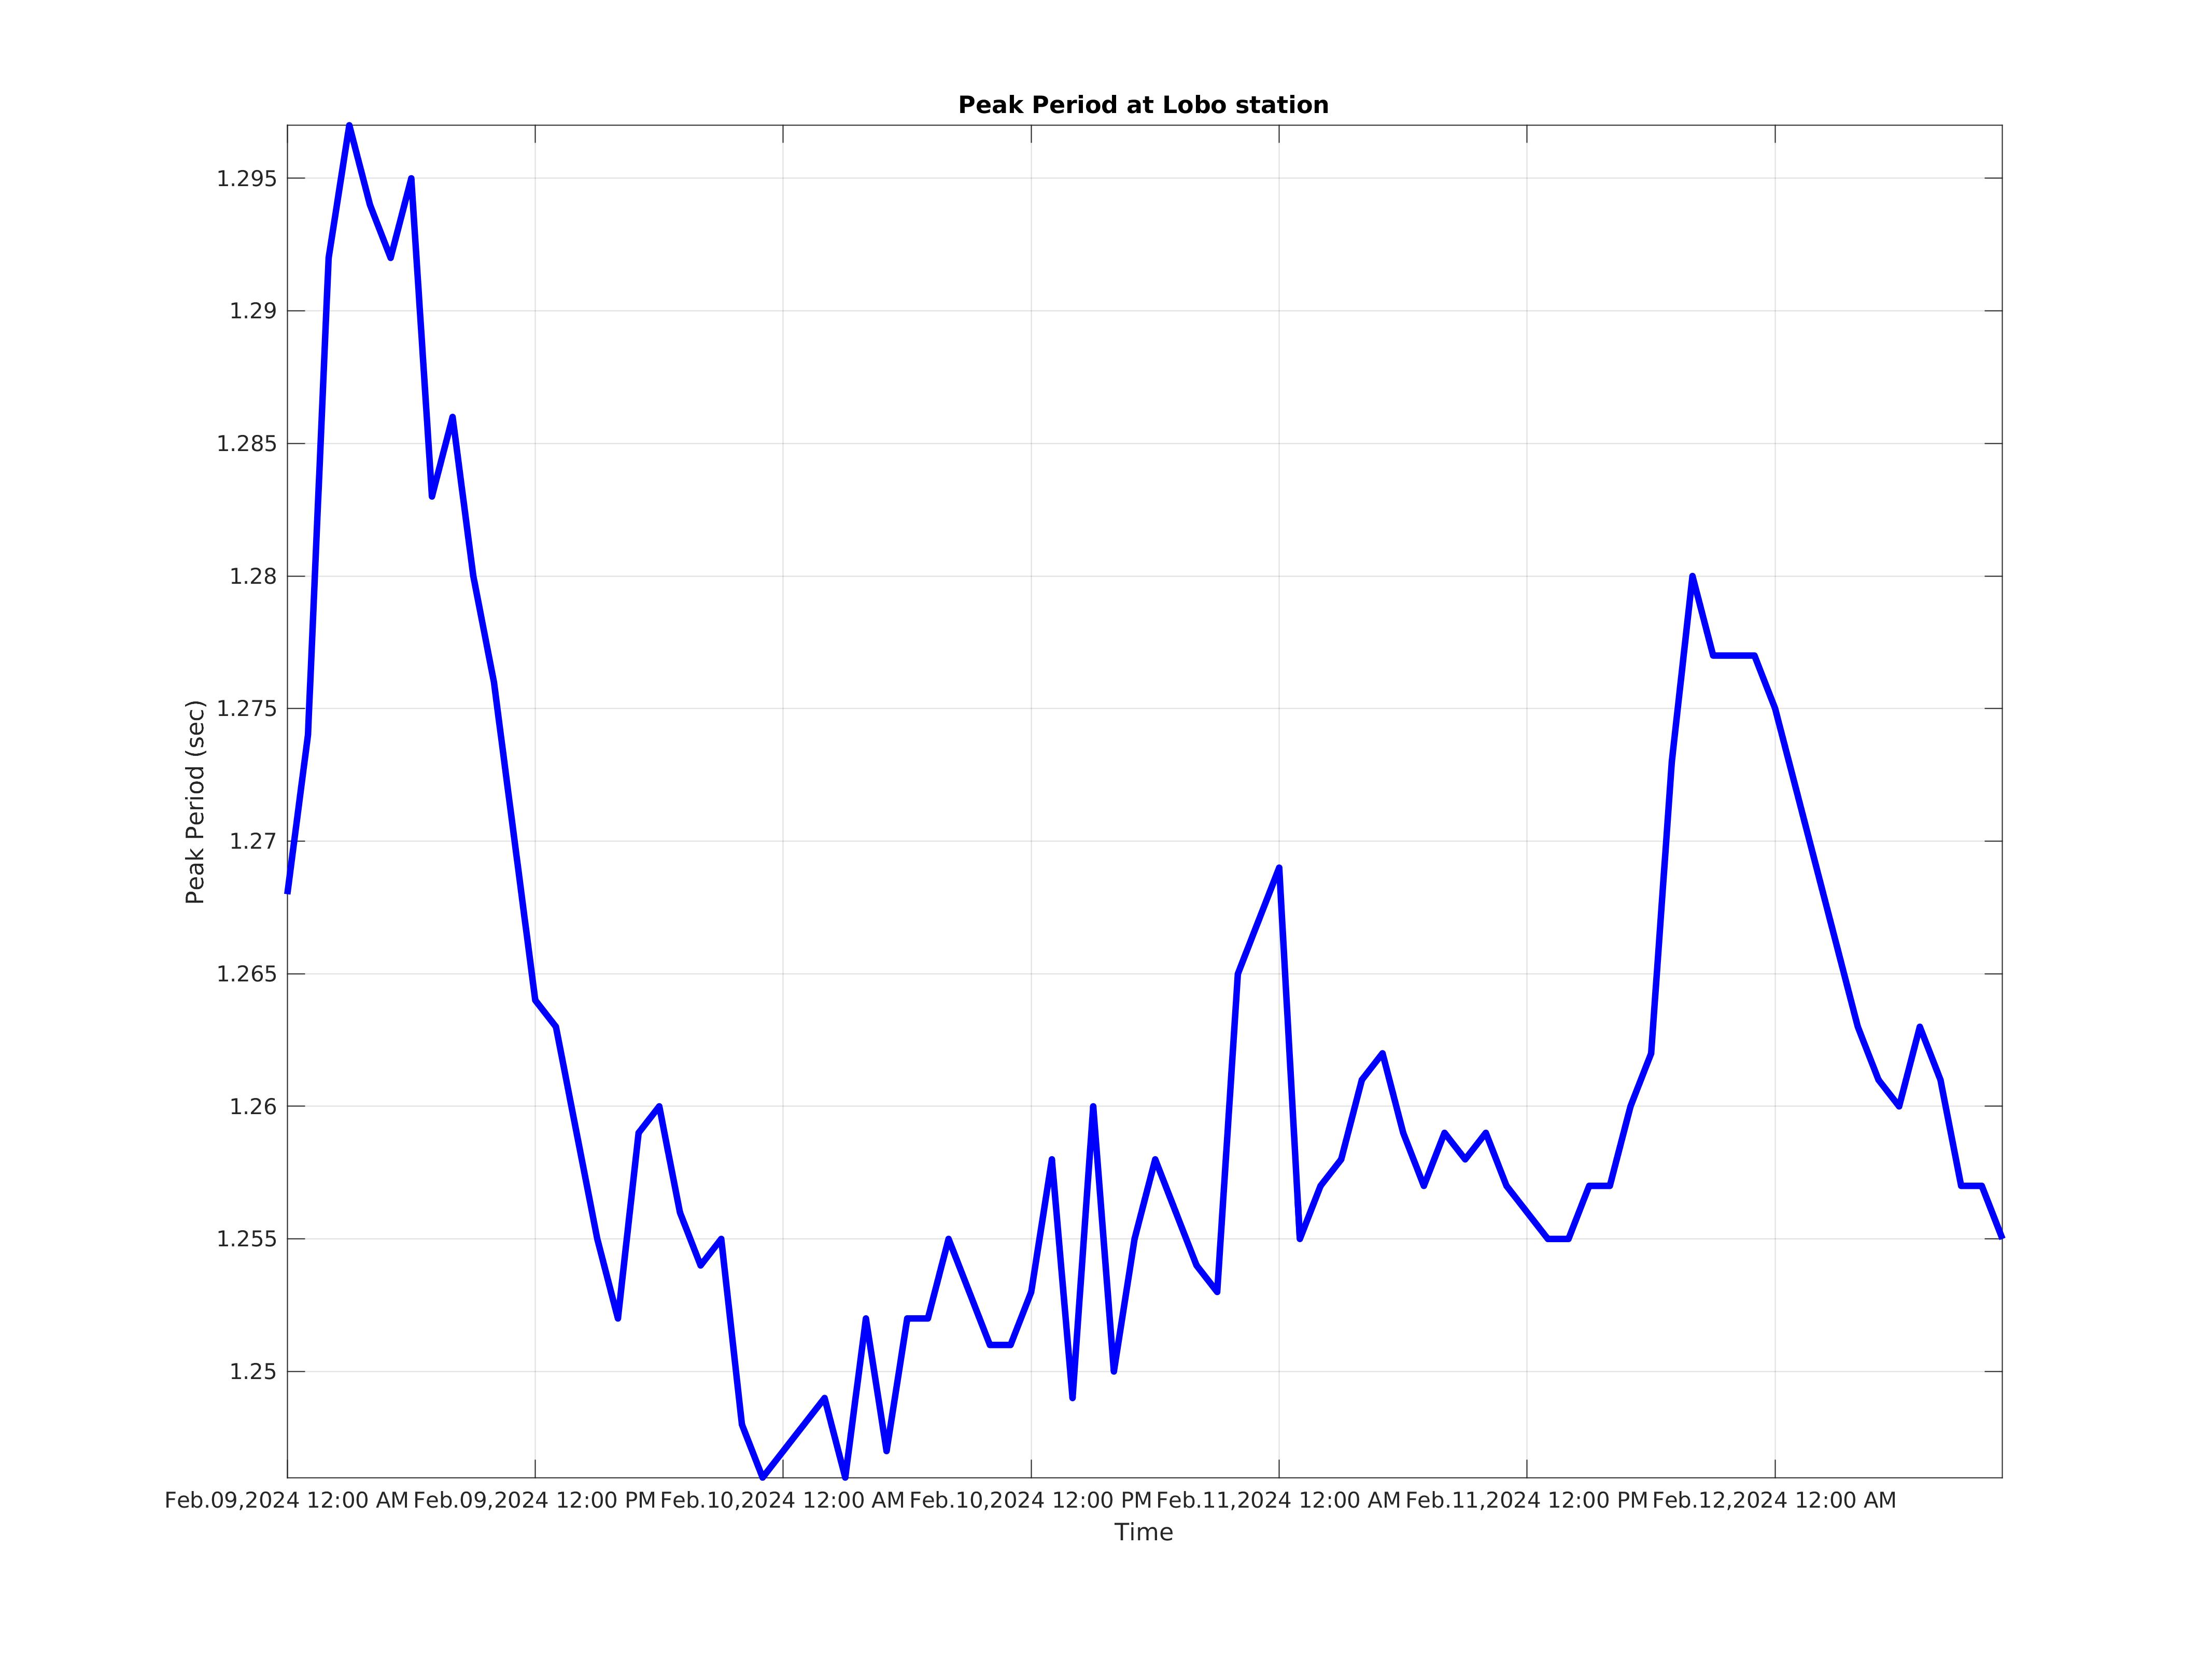 Peak Period at Lobo station
1.295
1.29
1.285
1.28
1.275
1.27
1.265
1.26
1.255
1.25
Peak Period (sec)
Feb.09,2024 12:00 AM Feb.09,2024 12:00 PM Feb.10,2024 12:00 AM Feb.10,2024 12:00 PM Feb.11,2024 12:00 AM Feb.11,2024 12:00 PM Feb.12,2024 12:00 AM
Time